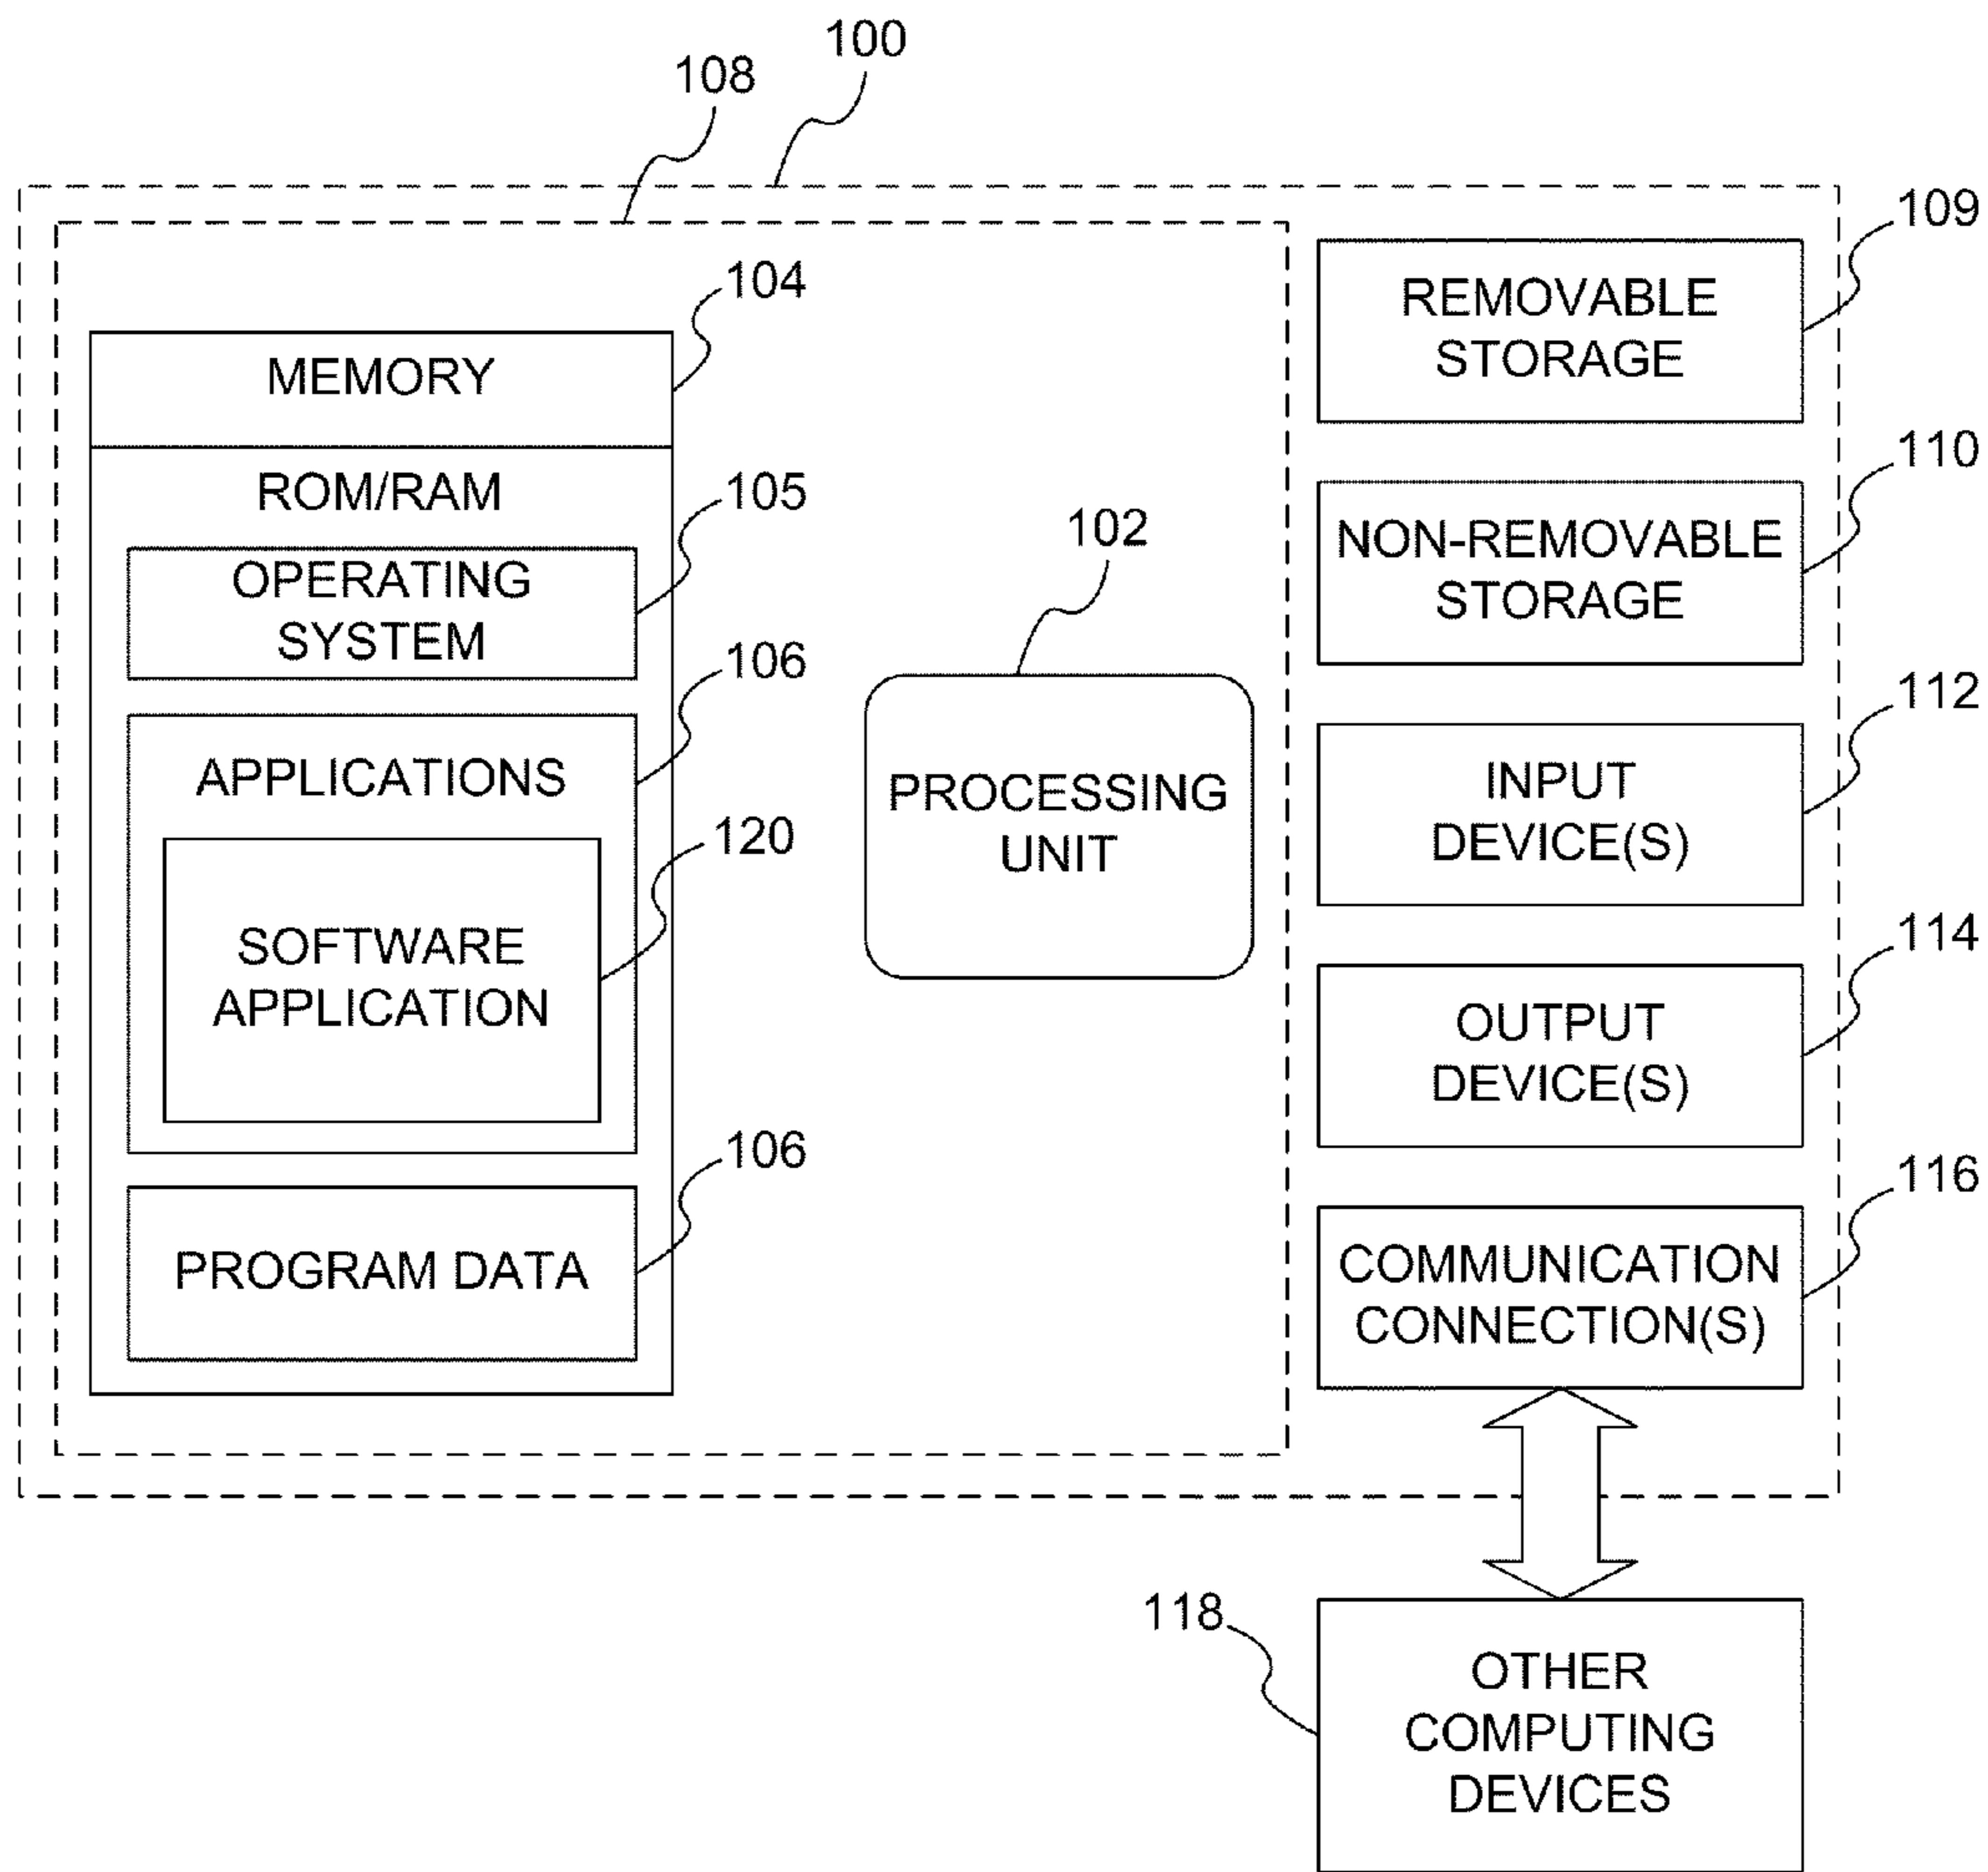 100
108
109
104
REMOVABLE
STORAGE
MEMORY
110
ROM/RAM
105
102
NON-REMOVABLE
STORAGE
OPERATING
SYSTEM
106
112
APPLICATIONS
PROCESSING
UNIT
INPUT
DEVICE(S)
120
114
SOFTWARE
APPLICATION
OUTPUT
DEVICE(S)
106
116
PROGRAM DATA
COMMUNICATION
CONNECTION(S)
118
OTHER
COMPUTING
DEVICES